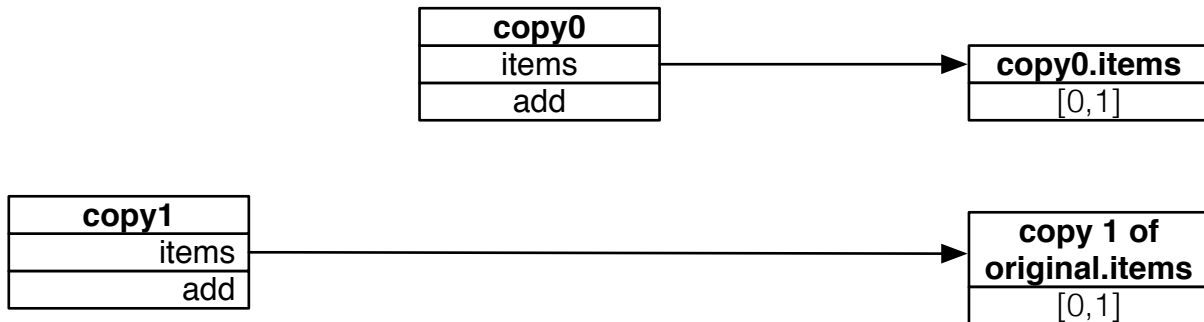 copy0
items
add
copy0.items
[0,1]
copy1
items
add
copy 1 of
original.items
[0,1]